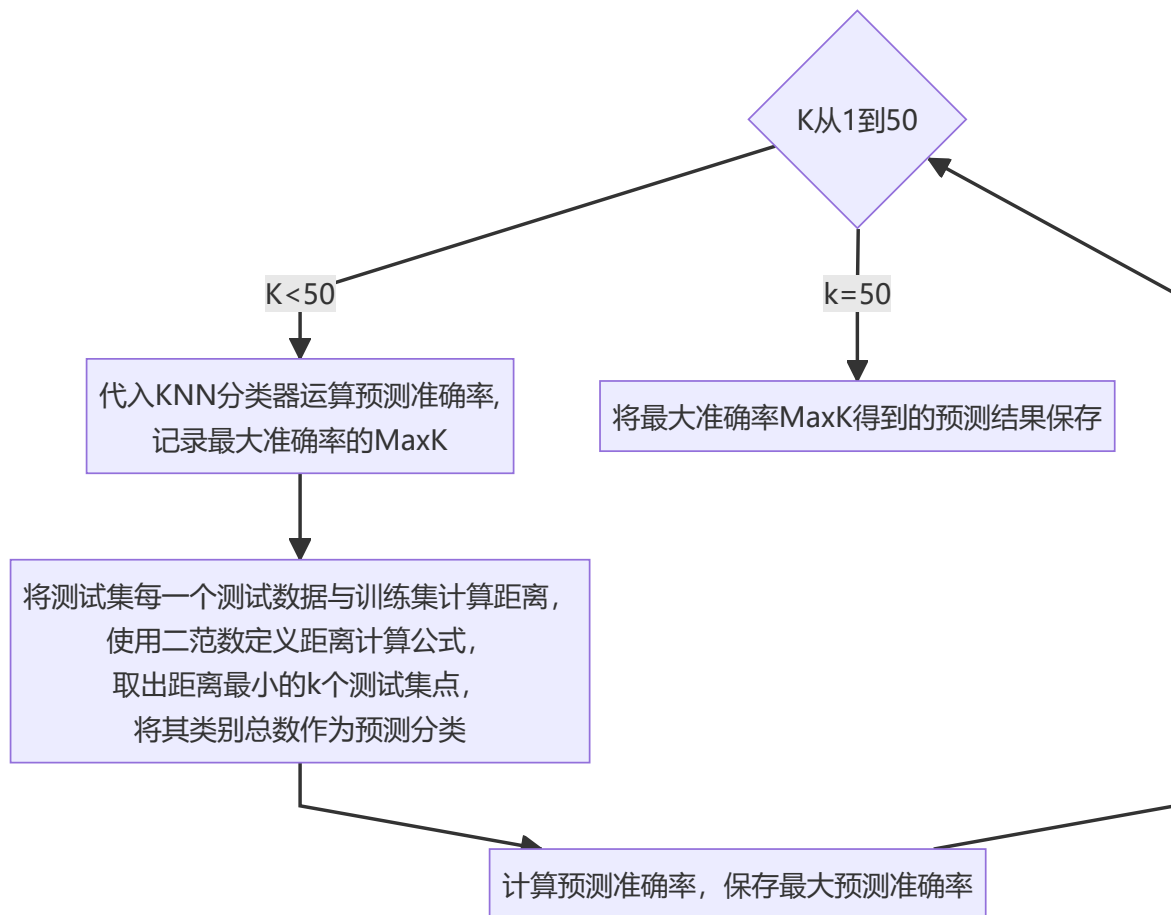 K从1到50
K<50
k=50
代入KNN分类器运算预测准确率,
记录最大准确率的MaxK
将最大准确率MaxK得到的预测结果保存
将测试集每一个测试数据与训练集计算距离，
使用二范数定义距离计算公式，
取出距离最小的k个测试集点，
将其类别总数作为预测分类
计算预测准确率，保存最大预测准确率